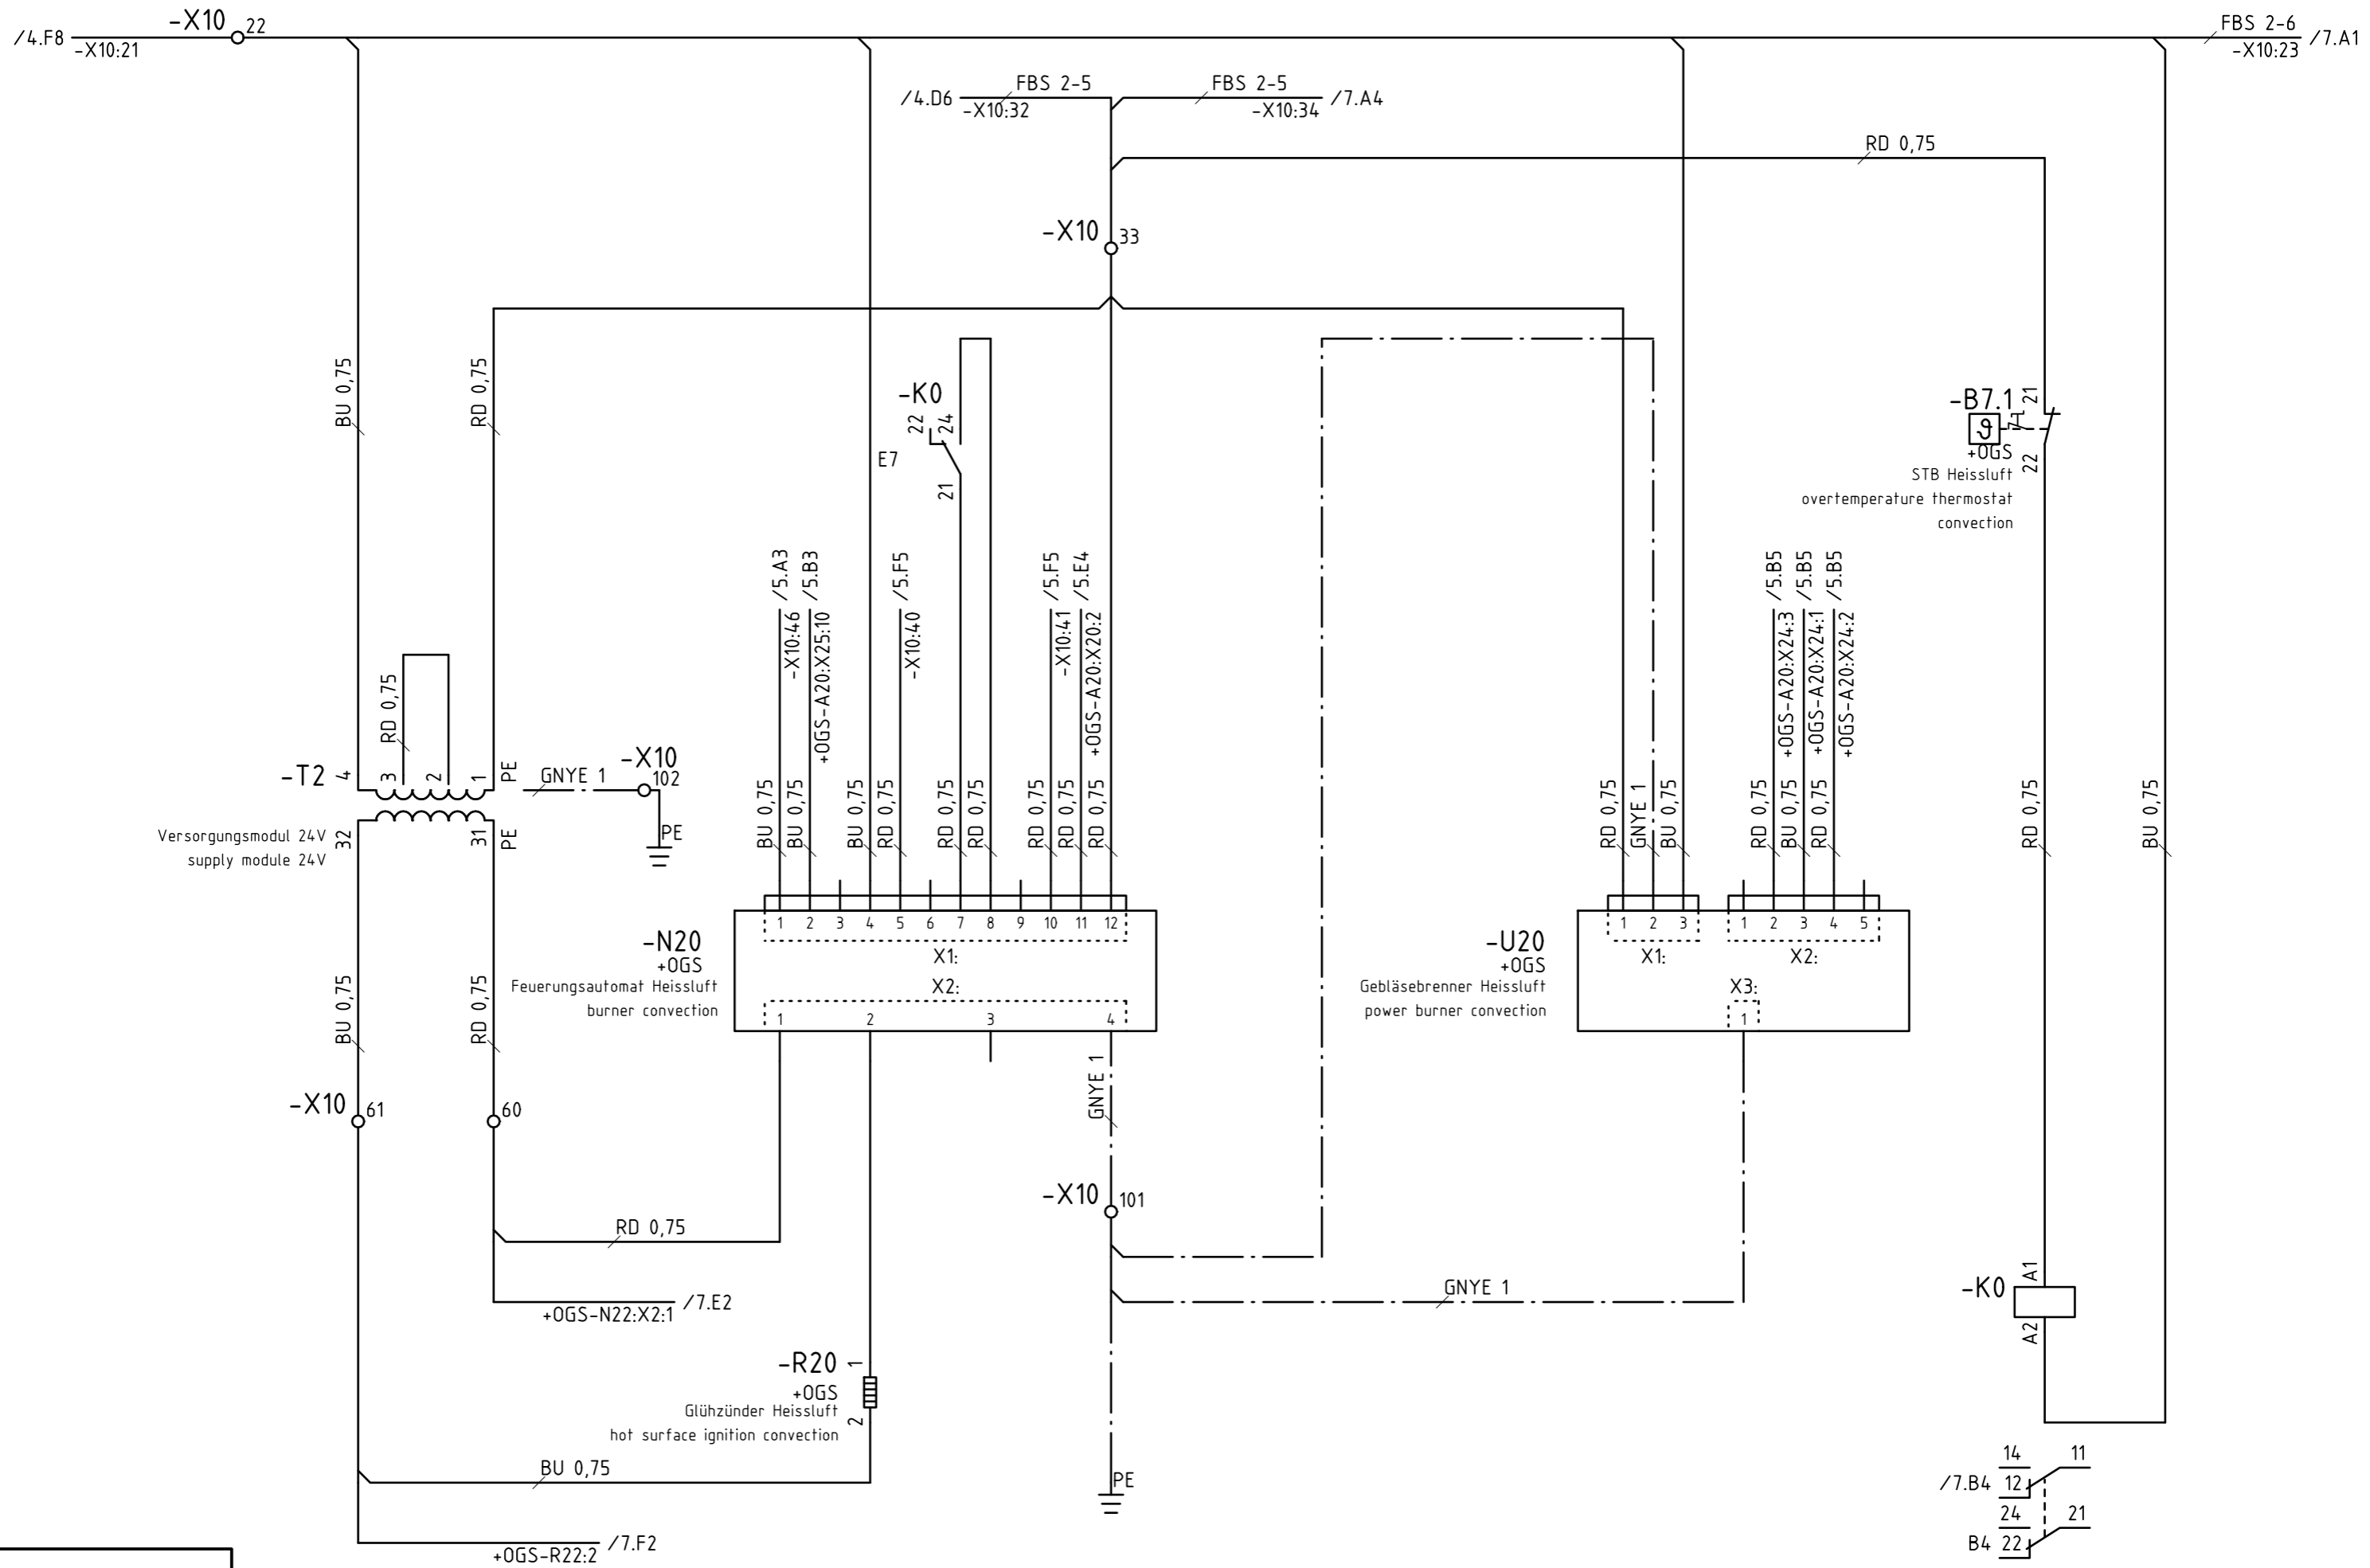 -X10 22
/4.F8 -X10:21
FBS 2-6
-X10:23 /7.A1
/4.D6 FBS 2-5
-X10:32
FBS 2-5
-X10:34 /7.A4
RD 0,75
-X10 33
BU 0,75
RD 0,75
-K0
22
24
E7
21
-B7.1
21
ϑ
+OGS
22
STB Heissluft
overtemperature thermostat
convection
/5.A3
-X10:46
/5.B3
+OGS-A20:X25:10
/5.F5
-X10:40
/5.F5
-X10:41
/5.E4
+OGS-A20:X20:2
/5.B5
+OGS-A20:X24:3
/5.B5
+OGS-A20:X24:1
/5.B5
+OGS-A20:X24:2
RD 0,75
-T2
4
3
2
1
PE
GNYE 1
-X10
102
PE
Versorgungsmodul 24V
supply module 24V
32
31
PE
BU 0,75
BU 0,75
BU 0,75
RD 0,75
RD 0,75
RD 0,75
RD 0,75
RD 0,75
RD 0,75
RD 0,75
GNYE 1
BU 0,75
RD 0,75
BU 0,75
RD 0,75
RD 0,75
BU 0,75
1 2 3 4 5 6 7 8 9 10 11 12
X1:
-N20
+OGS
Feuerungsautomat Heissluft
burner convection
X2:
1 2 3 4
1 2 3
X1:
1 2 3 4 5
X2:
-U20
+OGS
Gebläsebrenner Heissluft
power burner convection
X3:
1
BU 0,75
RD 0,75
GNYE 1
-X10 61
60
-X10 101
RD 0,75
/7.E2
+OGS-N22:X2:1
GNYE 1
-K0
A1
A2
-R20
1
+OGS
Glühzünder Heissluft
2
hot surface ignition convection
BU 0,75
PE
/7.F2
+OGS-R22:2
14 11
/7.B4 12
24 21
B4 22